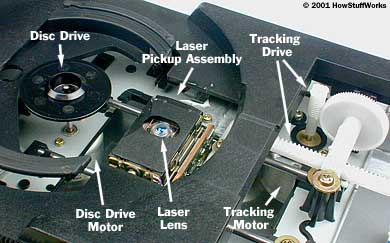 © 2001 HowStuffWorks
Disc Drive
Laser
Pickup Assembly
Tracking
Drive
Disc Drive
Motor
Laser
Lens
Tracking
Motor